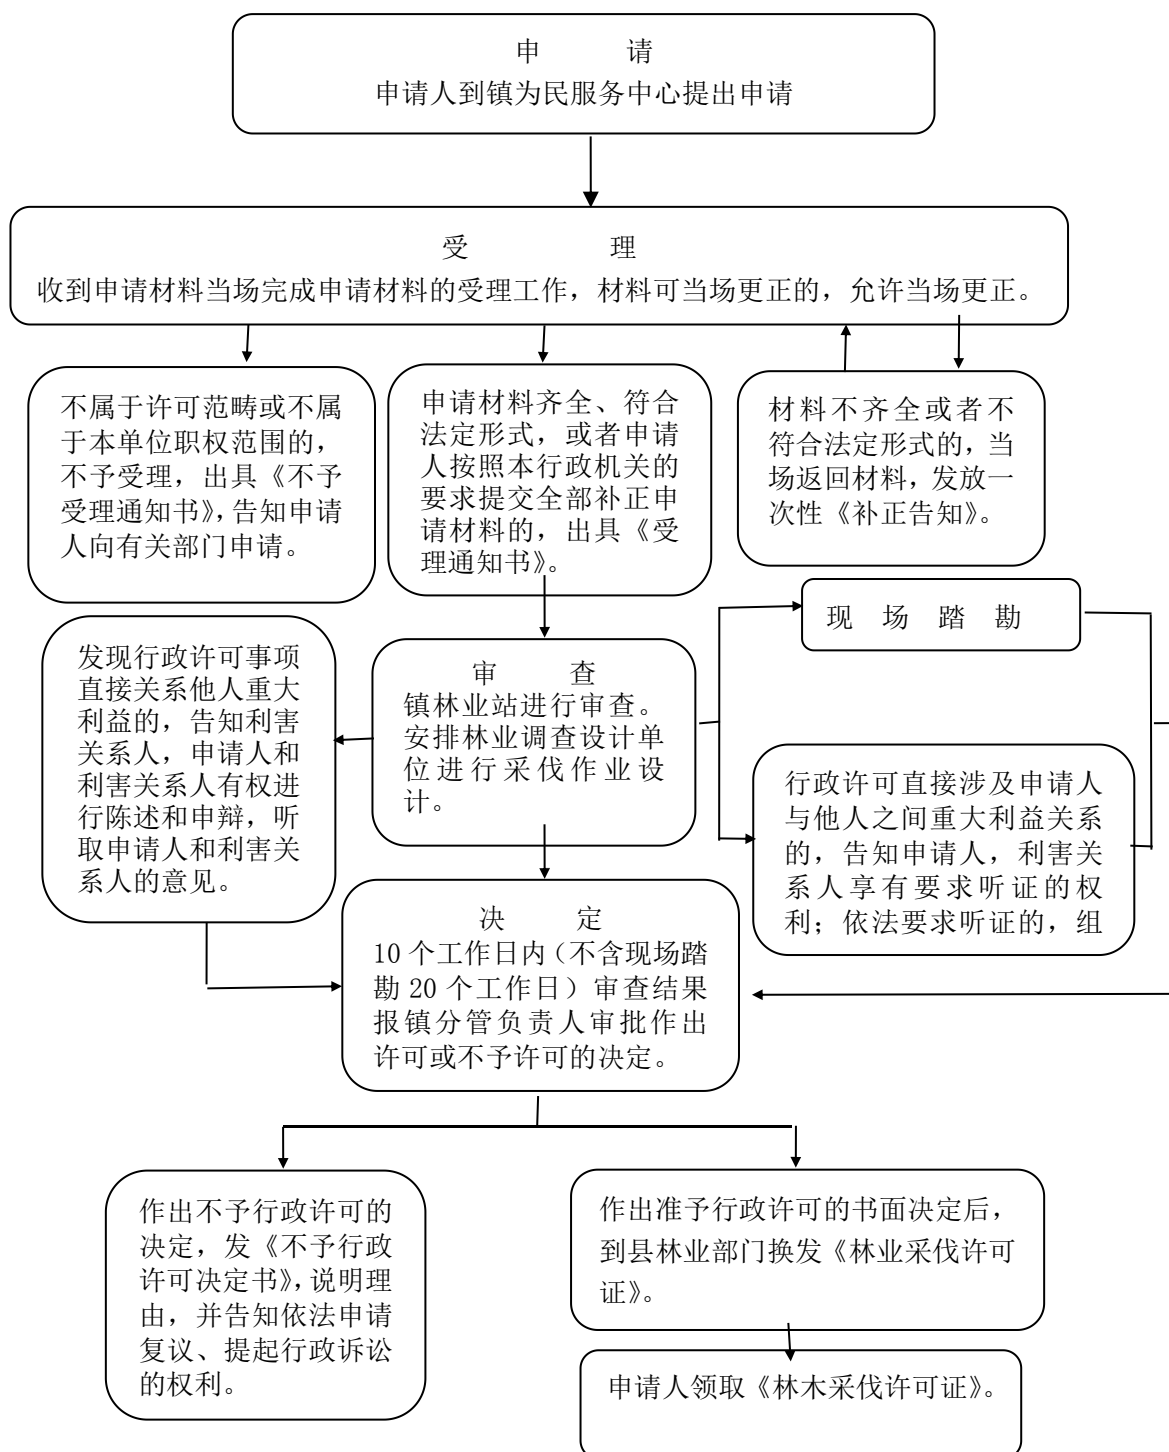 申 请
申请人到镇为民服务中心提出申请
受 理
收到申请材料当场完成申请材料的受理工作，材料可当场更正的，允许当场更正。
不属于许可范畴或不属
于本单位职权范围的，
不予受理，出具《不予
受理通知书》，告知申请
人向有关部门申请。
申请材料齐全、符合
法定形式，或者申请
人按照本行政机关的
要求提交全部补正申
请材料的，出具《受
理通知书》。
材料不齐全或者不
符合法定形式的，当
场返回材料，发放一
次性《补正告知》。
现 场 踏 勘
发现行政许可事项
直接关系他人重大
利益的，告知利害
关系人，申请人和
利害关系人有权进
行陈述和申辩，听
取申请人和利害关
系人的意见。
审 查
镇林业站进行审查。
安排林业调查设计单
位进行采伐作业设
计。
行政许可直接涉及申请人
与他人之间重大利益关系
的，告知申请人，利害关
系人享有要求听证的权
利；依法要求听证的，组
决 定
10 个工作日内（不含现场踏
勘 20 个工作日）审查结果
报镇分管负责人审批作出
许可或不予许可的决定。
作出不予行政许可的
决定，发《不予行政
许可决定书》，说明理
由，并告知依法申请
复议、提起行政诉讼
的权利。
作出准予行政许可的书面决定后，
到县林业部门换发《林业采伐许可
证》。
申请人领取《林木采伐许可证》。